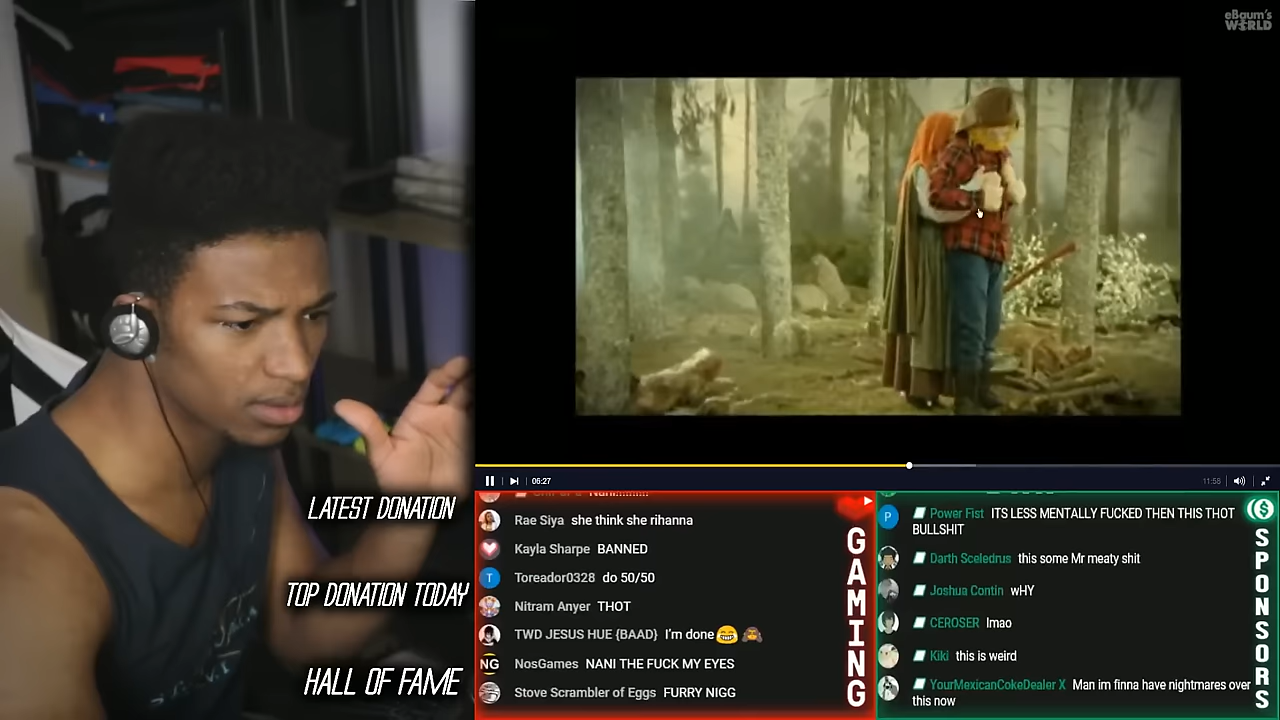 eBaum's
WORLD
06:27
11:58
LATEST DONATION
TOP DONATION TODAY
HALL OF FAME
Rae Siya she think she rihanna
Kayla Sharpe BANNED
T Toreador0328 do 50/50
Nitram Anyer THOT
TWD JESUS HUE {BAAD} I'm done😂🙈
NG NosGames NANI THE FUCK MY EYES
Stove Scrambler of Eggs FURRY NIGG
GAMING
P Power Fist ITS LESS MENTALLY FUCKED THEN THIS THOT
BULLSHIT
Darth Sceledrus this some Mr meaty shit
Joshua Contin wHY
CEROSER lmao
Kiki this is weird
YourMexicanCokeDealer X Man im finna have nightmares over
this now
$
SPONSORS